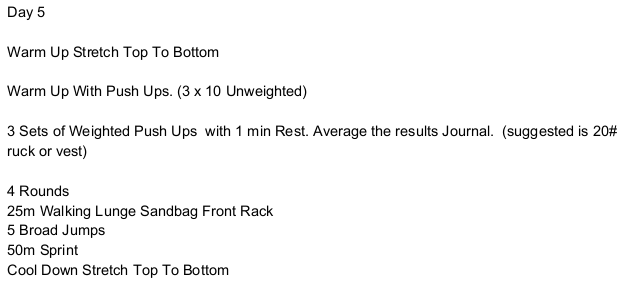 Day 5
Warm Up Stretch Top To Bottom
Warm Up With Push Ups. (3 x 10 Unweighted)
3 Sets of Weighted Push Ups  with 1 min Rest. Average the results Journal.  (suggested is 20#
ruck or vest)
4 Rounds
25m Walking Lunge Sandbag Front Rack
5 Broad Jumps
50m Sprint
Cool Down Stretch Top To Bottom